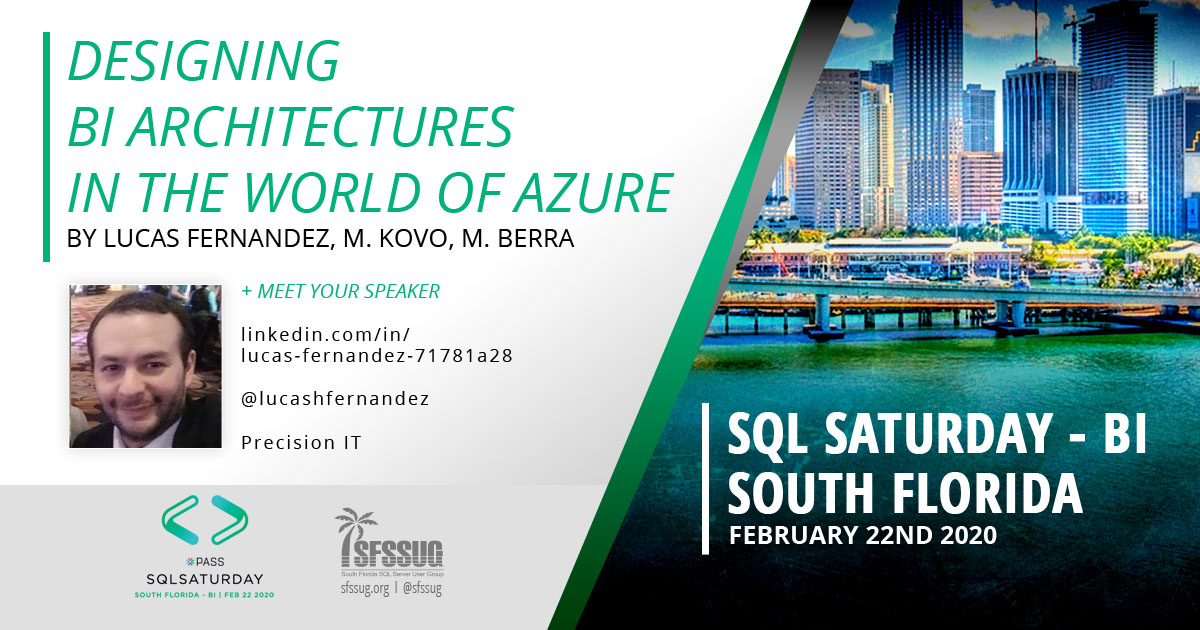 DESIGNING
BI ARCHITECTURES
IN THE WORLD OF AZURE
BY LUCAS FERNANDEZ, M. KOVO, M. BERRA
+ MEET YOUR SPEAKER
linkedin.com/in/
lucas-fernandez-71781a28
@lucashfernandez
Precision IT
PASS
SQLSATURDAY
SOUTH FLORIDA - BI | FEB 22 2020
SFSSUG
South Florida SQL Server User Group
sfssug.org | @sfssug
SQL SATURDAY - BI
SOUTH FLORIDA
FEBRUARY 22ND 2020